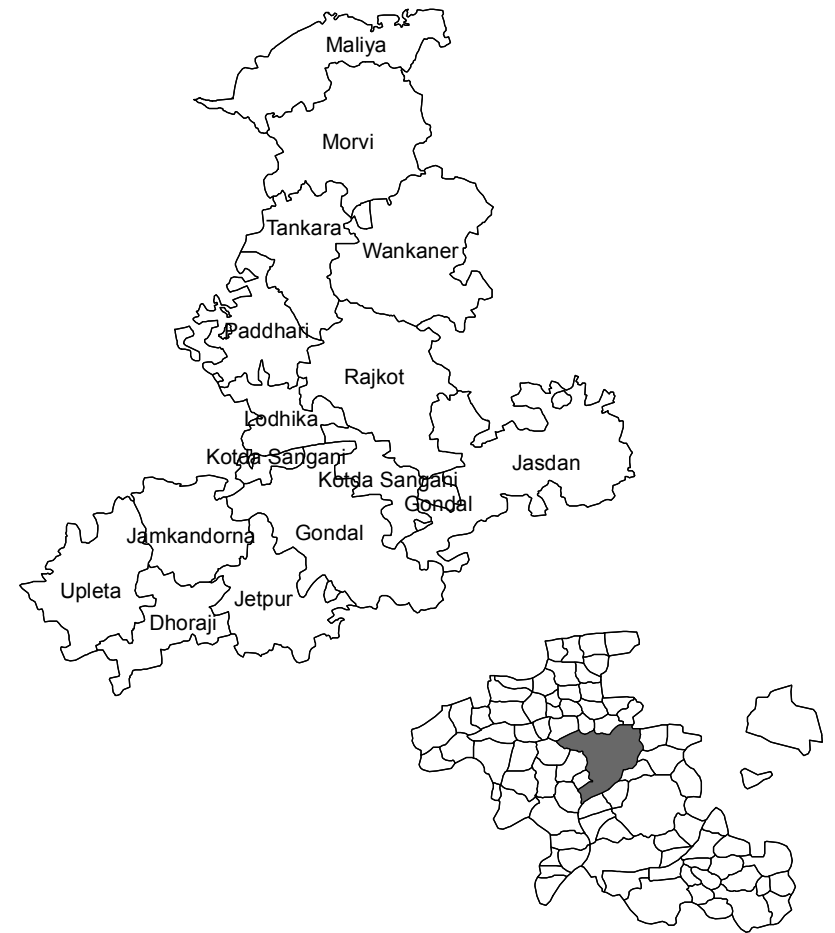 Maliya
Morvi
Tankara
Wankaner
Paddhari
Rajkot
Lodhika
Kotda Sangani
Jasdan
Kotda Sangani
Gondal
Gondal
Jamkandorna
Upleta
Jetpur
Dhoraji